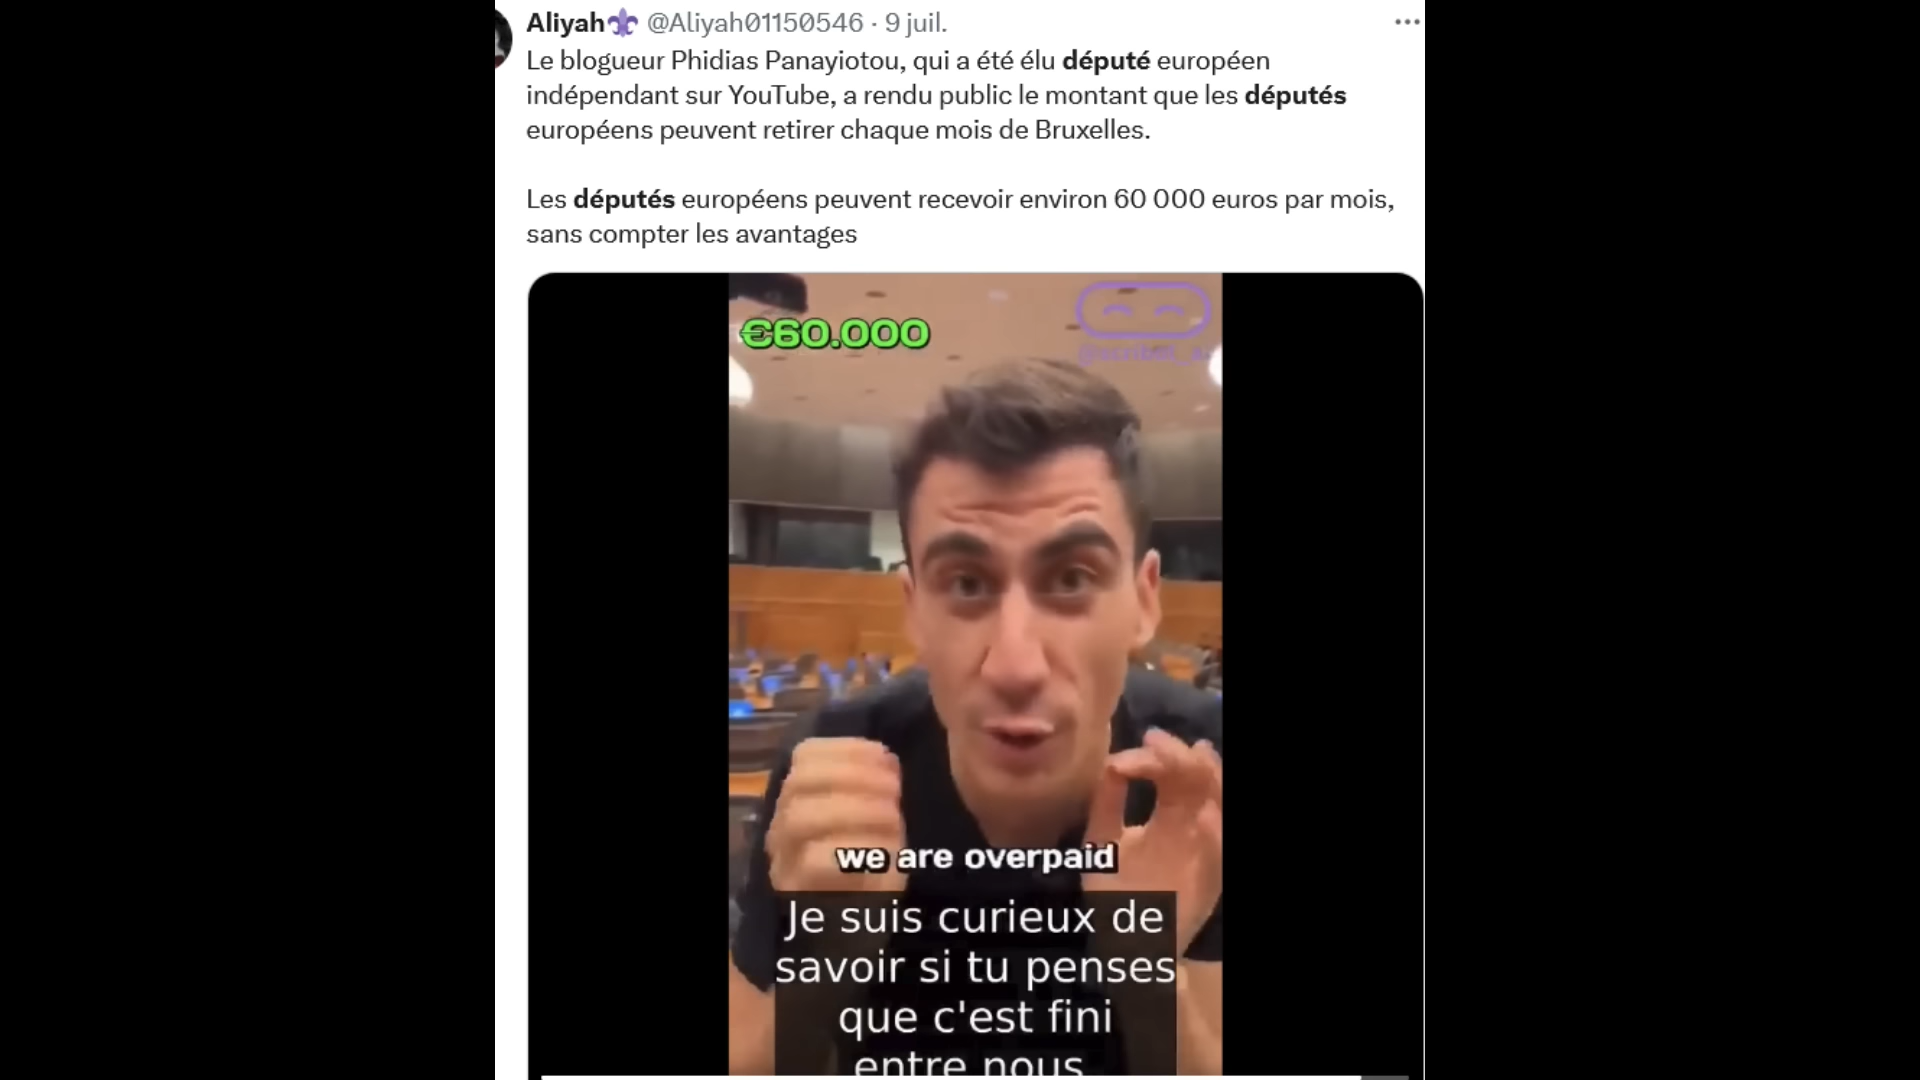 Aliyah⚜ @Aliyah01150546 · 9 juil.
Le blogueur Phidias Panayiotou, qui a été élu député européen
indépendant sur YouTube, a rendu public le montant que les députés
européens peuvent retirer chaque mois de Bruxelles.
Les députés européens peuvent recevoir environ 60 000 euros par mois,
sans compter les avantages
€60.000
we are overpaid
Je suis curieux de
savoir si tu penses
que c'est fini
entre nous